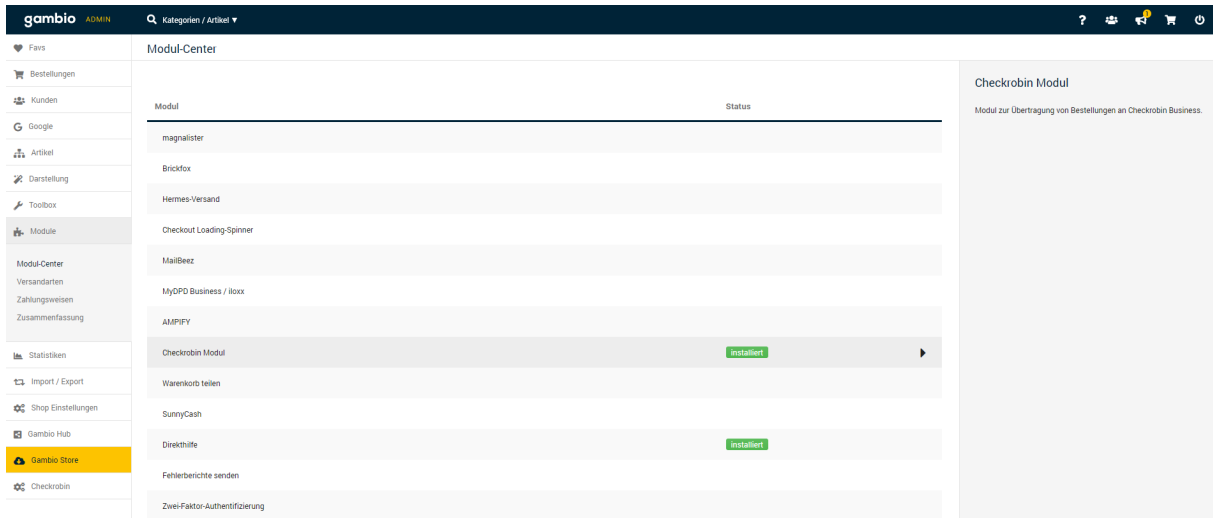 gambio ADMIN
Kategorien / Artikel ▼
?
1
Favs
Bestellungen
Kunden
Google
Artikel
Darstellung
Toolbox
Module
Modul-Center
Versandarten
Zahlungsweisen
Zusammenfassung
Statistiken
Import / Export
Shop Einstellungen
Gambio Hub
Gambio Store
Checkrobin
Modul-Center
Modul Status
magnalister
Brickfox
Hermes-Versand
Checkout Loading-Spinner
MailBeez
MyDPD Business / iloxx
AMPIFY
Checkrobin Modul installiert
Warenkorb teilen
SunnyCash
Direkthilfe installiert
Fehlerberichte senden
Zwei-Faktor-Authentifizierung
Checkrobin Modul
Modul zur Übertragung von Bestellungen an Checkrobin Business.